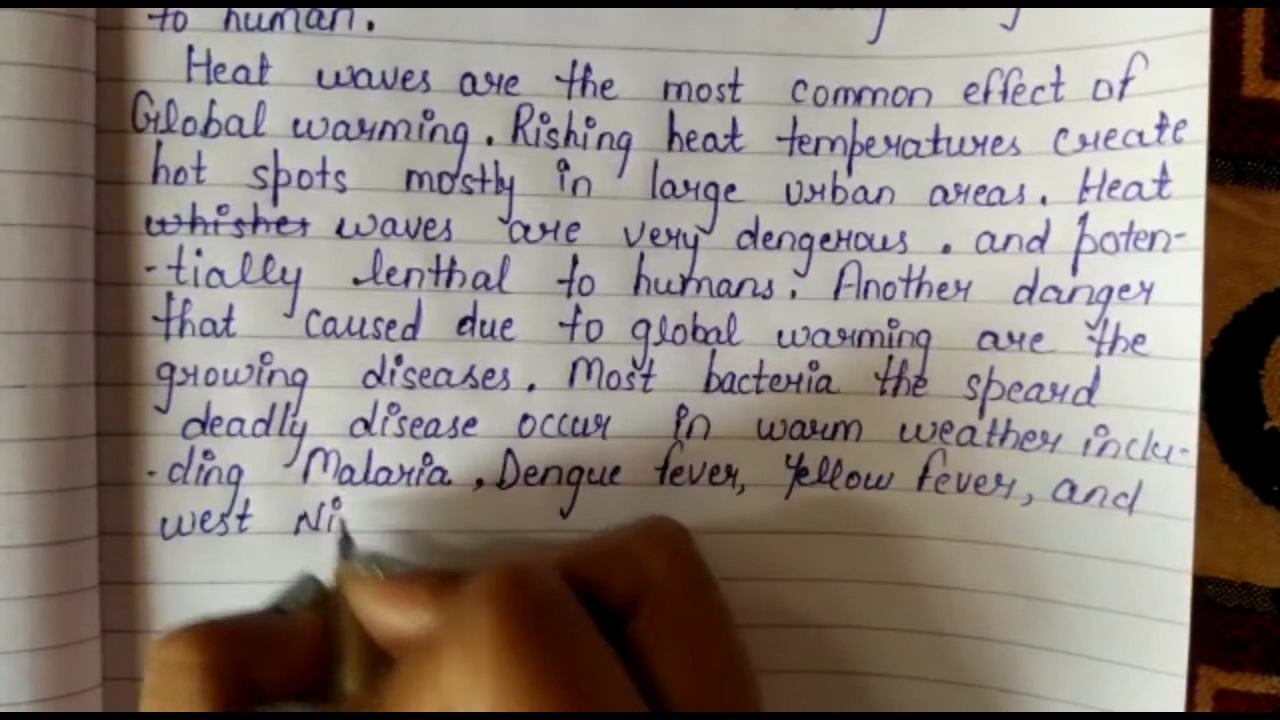 to human.
Heat waves are the most common effect of
Global warming. Rishing heat temperatures create
hot spots mostly in large urban areas. Heat
whisher waves are very dengerous. and poten-
-tially lenthal to humans. Another danger
that caused due to global warming are the
growing diseases. Most bacteria the speard
deadly disease occur in warm weather inclu-
-ding Malaria, Dengue fever, Yellow fever, and
west Ni